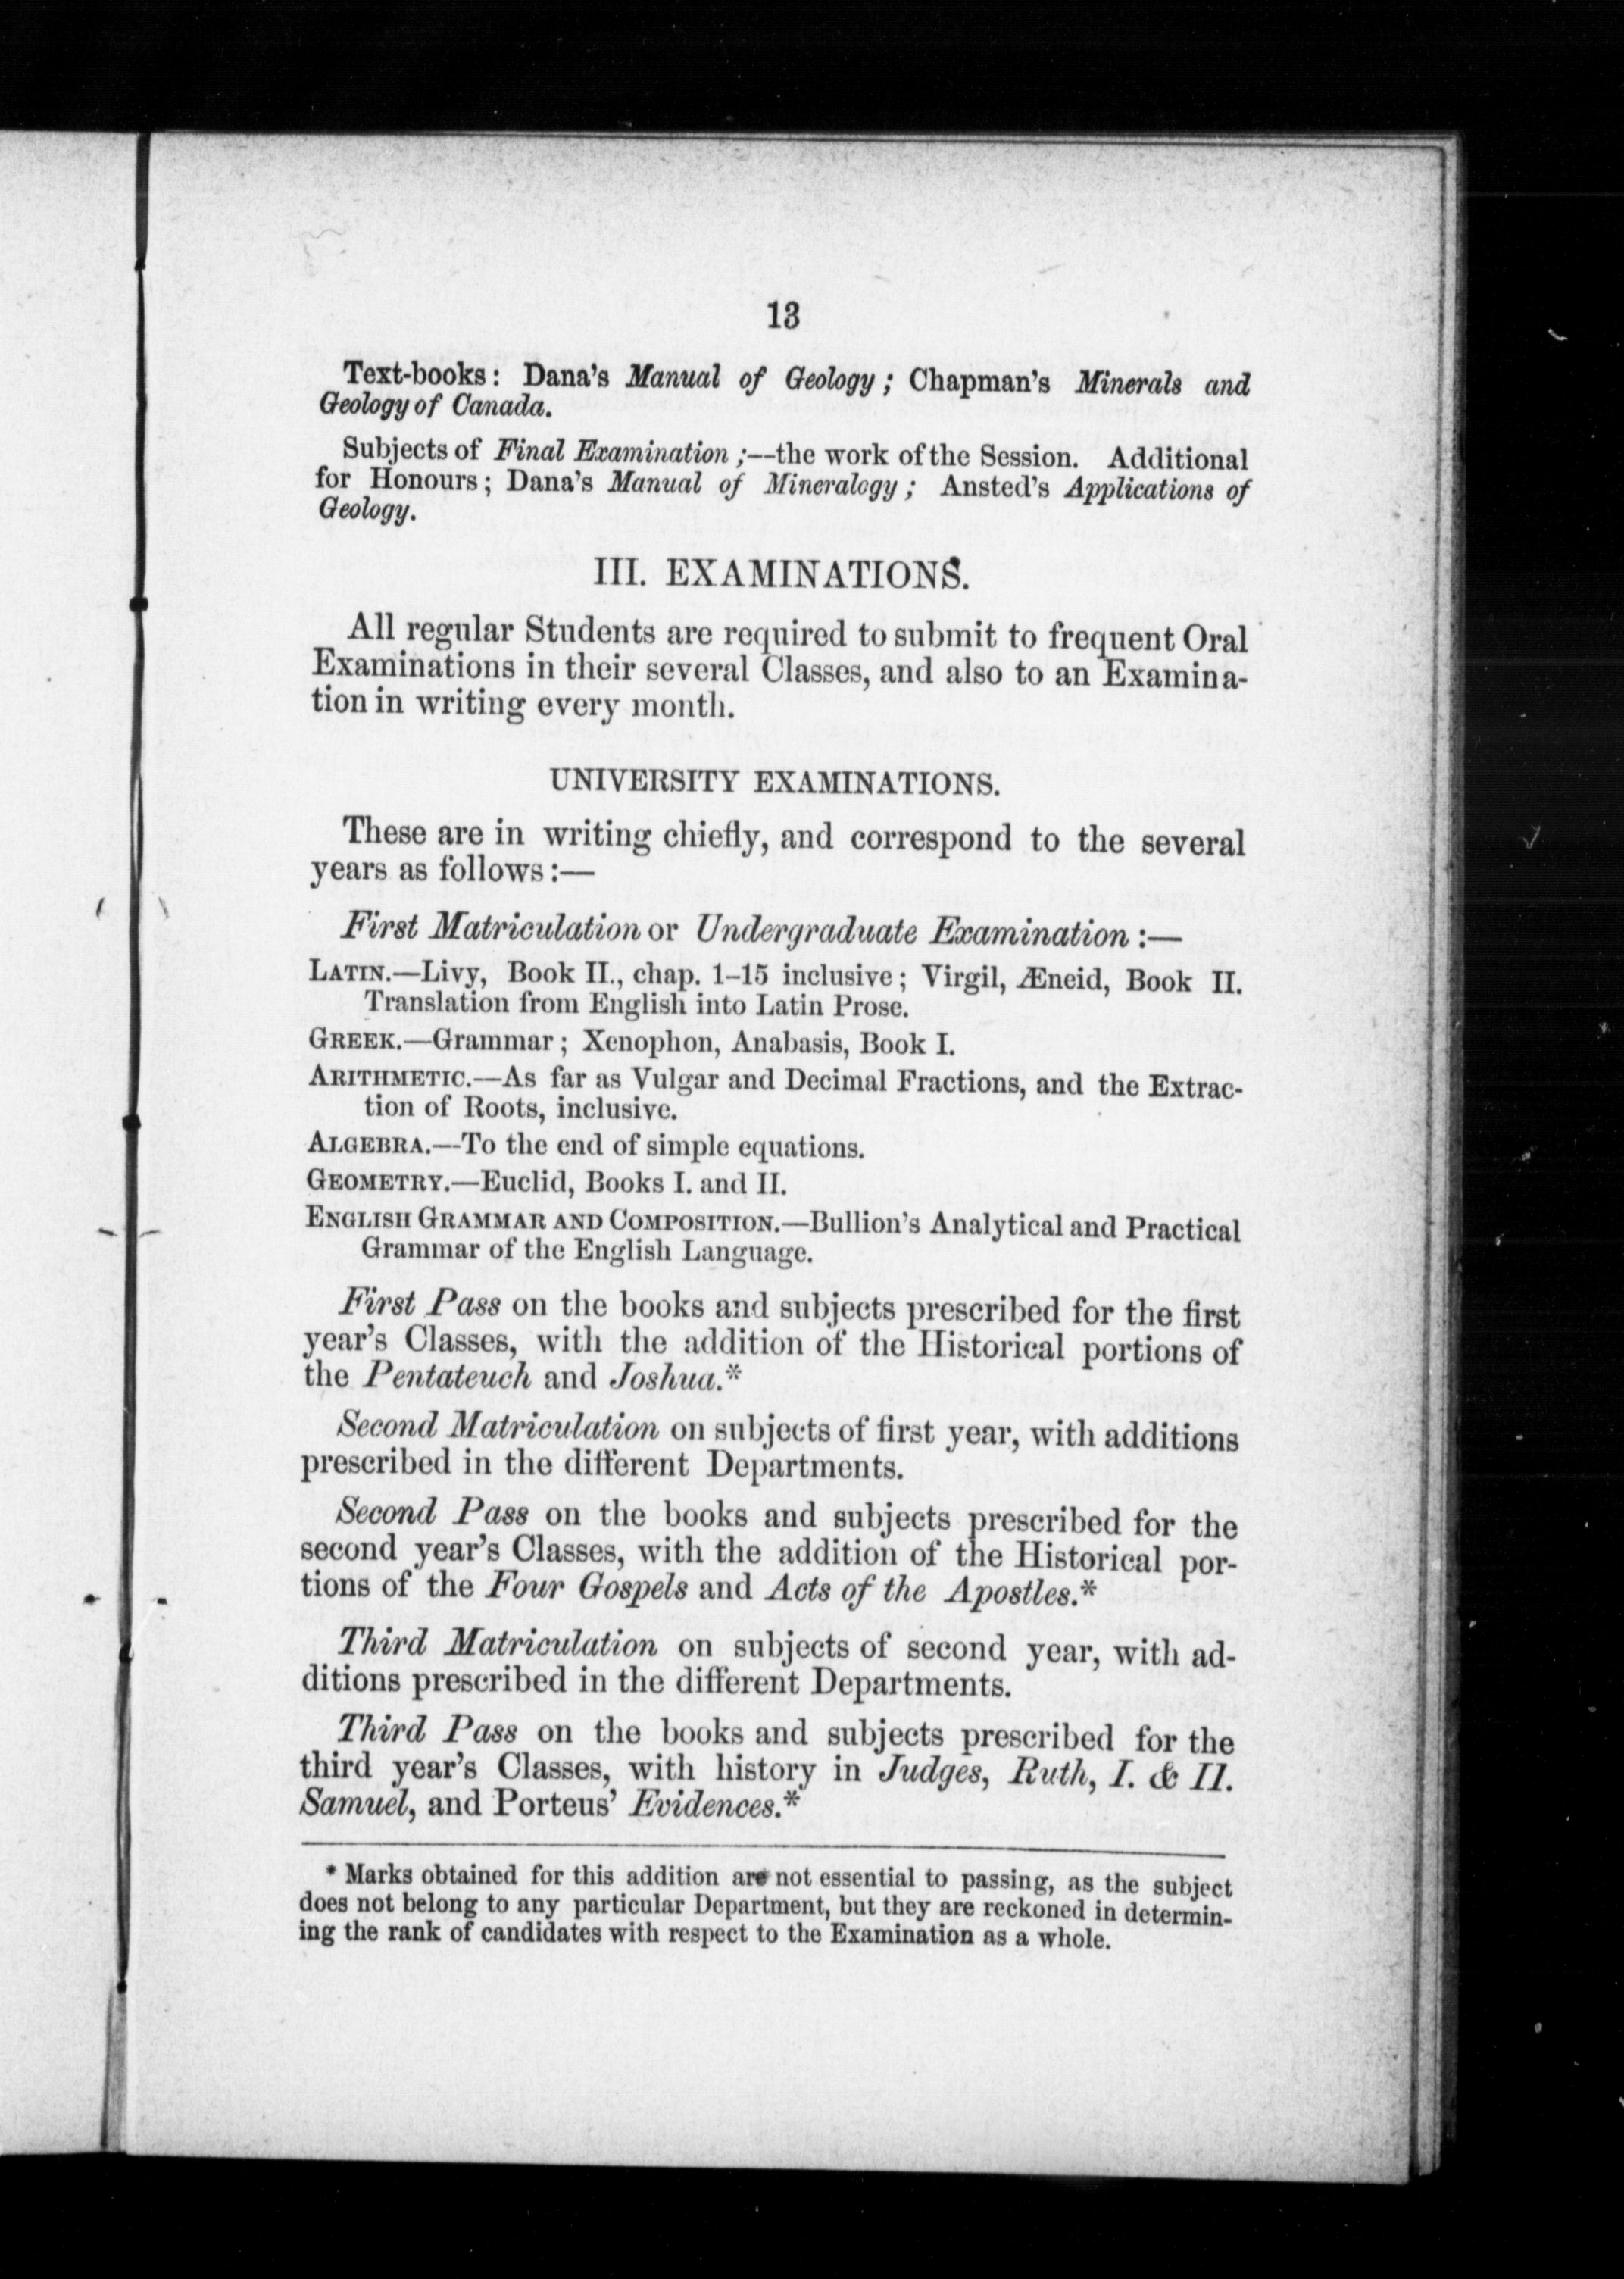 13
Text-books: Dana's Manual of Geology; Chapman's Minerals and
Geology of Canada.
Subjects of Final Examination;--the work of the Session. Additional
for Honours; Dana's Manual of Mineralogy; Ansted's Applications of
Geology.
III. EXAMINATIONS.
All regular Students are required to submit to frequent Oral
Examinations in their several Classes, and also to an Examina-
tion in writing every month.
UNIVERSITY EXAMINATIONS.
These are in writing chiefly, and correspond to the several
years as follows:—
First Matriculation or Undergraduate Examination:—
LATIN.—Livy, Book II., chap. 1–15 inclusive; Virgil, Æneid, Book II.
Translation from English into Latin Prose.
GREEK.—Grammar; Xenophon, Anabasis, Book I.
ARITHMETIC.—As far as Vulgar and Decimal Fractions, and the Extrac-
tion of Roots, inclusive.
ALGEBRA.—To the end of simple equations.
GEOMETRY.—Euclid, Books I. and II.
ENGLISH GRAMMAR AND COMPOSITION.—Bullion's Analytical and Practical
Grammar of the English Language.
First Pass on the books and subjects prescribed for the first
year's Classes, with the addition of the Historical portions of
the Pentateuch and Joshua.*
Second Matriculation on subjects of first year, with additions
prescribed in the different Departments.
Second Pass on the books and subjects prescribed for the
second year's Classes, with the addition of the Historical por-
tions of the Four Gospels and Acts of the Apostles.*
Third Matriculation on subjects of second year, with ad-
ditions prescribed in the different Departments.
Third Pass on the books and subjects prescribed for the
third year's Classes, with history in Judges, Ruth, I. & II.
Samuel, and Porteus' Evidences.*
* Marks obtained for this addition are not essential to passing, as the subject
does not belong to any particular Department, but they are reckoned in determin-
ing the rank of candidates with respect to the Examination as a whole.